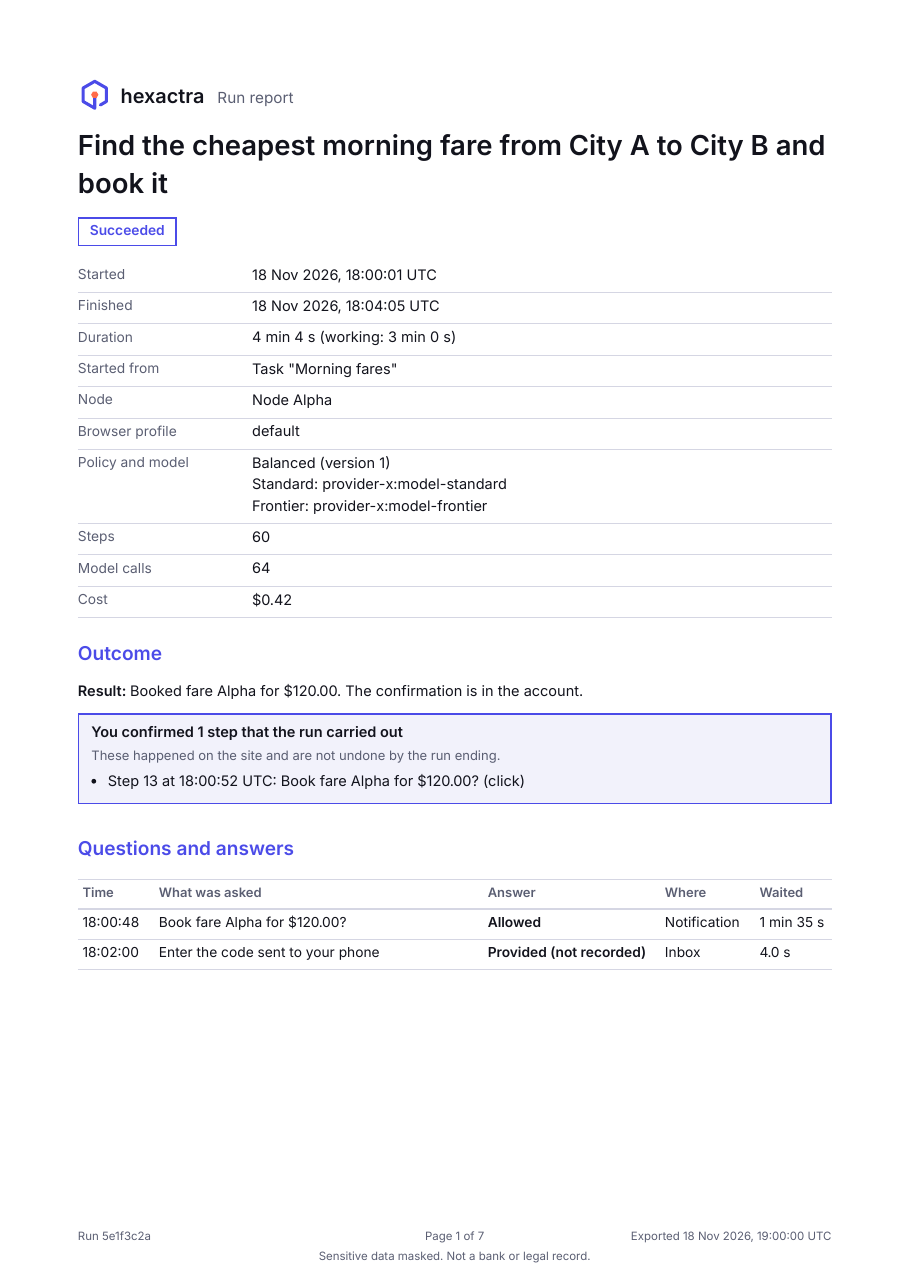 hexactra Run report
Find the cheapest morning fare from City A to City B and
book it
Succeeded
Started 18 Nov 2026, 18:00:01 UTC
Finished 18 Nov 2026, 18:04:05 UTC
Duration 4 min 4 s (working: 3 min 0 s)
Started from Task "Morning fares"
Node Node Alpha
Browser profile default
Policy and model Balanced (version 1)
Standard: provider-x:model-standard
Frontier: provider-x:model-frontier
Steps 60
Model calls 64
Cost $0.42
Outcome
Result: Booked fare Alpha for $120.00. The confirmation is in the account.
You confirmed 1 step that the run carried out
These happened on the site and are not undone by the run ending.
• Step 13 at 18:00:52 UTC: Book fare Alpha for $120.00? (click)
Questions and answers
Time What was asked Answer Where Waited
18:00:48 Book fare Alpha for $120.00? Allowed Notification 1 min 35 s
18:02:00 Enter the code sent to your phone Provided (not recorded) Inbox 4.0 s
Run 5e1f3c2a Page 1 of 7 Exported 18 Nov 2026, 19:00:00 UTC
Sensitive data masked. Not a bank or legal record.